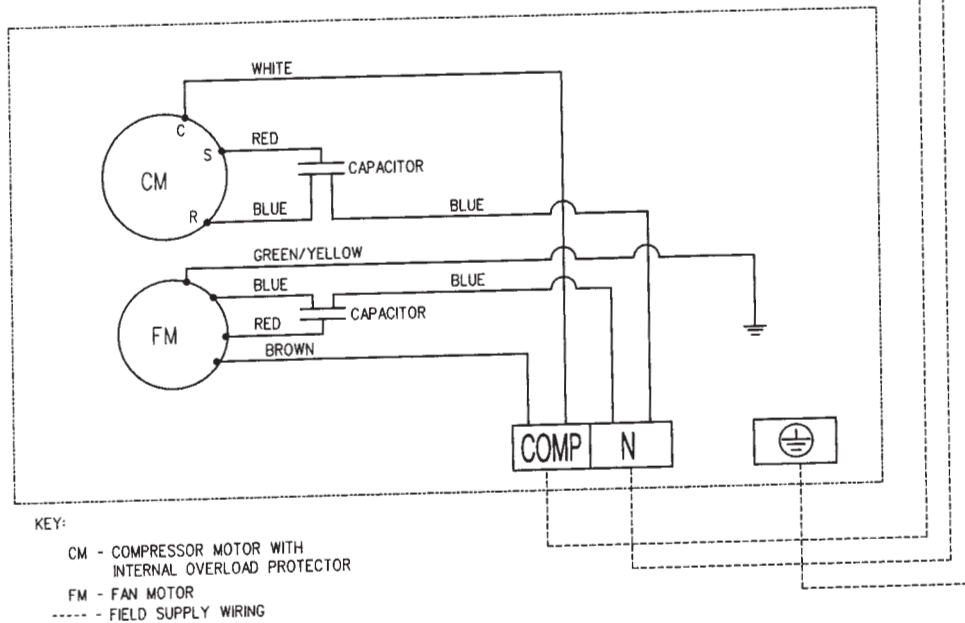 WHITE
C
RED
S
CAPACITOR
CM
R
BLUE
BLUE
GREEN/YELLOW
BLUE
BLUE
CAPACITOR
FM
RED
BROWN
COMP N
KEY:
CM - COMPRESSOR MOTOR WITH
INTERNAL OVERLOAD PROTECTOR
FM - FAN MOTOR
----- - FIELD SUPPLY WIRING